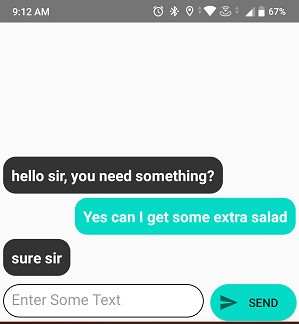 9:12 AM 67%
hello sir, you need something?
Yes can I get some extra salad
sure sir
Enter Some Text
SEND